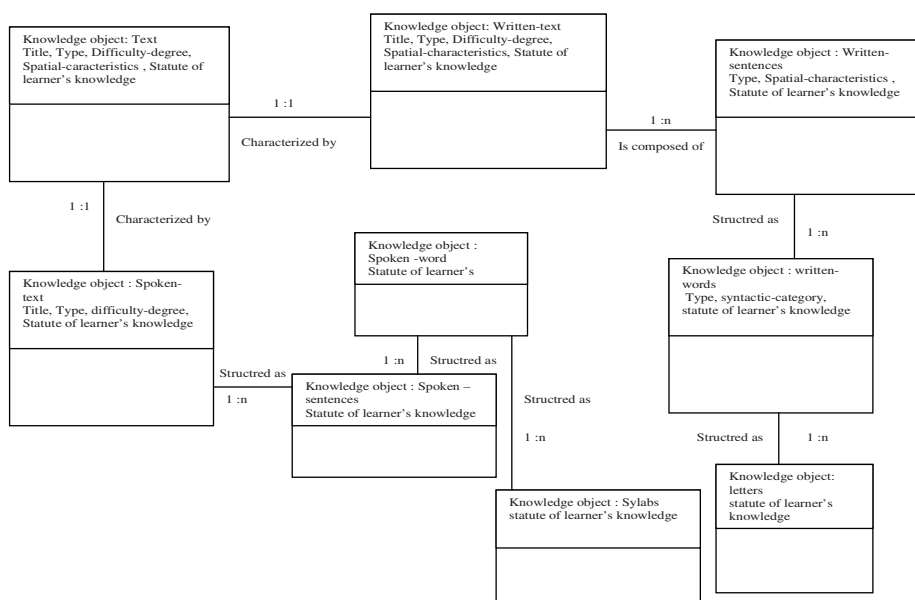 Knowledge object: Text
Title, Type, Difficulty-degree,
Spatial-caracteristics , Statute of
learner's knowledge
Knowledge object: Written-text
Title, Type, Difficulty-degree,
Spatial-characteristics, Statute of
learner's knowledge
Knowledge object : Written-
sentences
Type, Spatial-characteristics ,
Statute of learner's knowledge
1 :1
Characterized by
1 :n
Is composed of
1 :1
Characterized by
Structred as
1 :n
Knowledge object : Spoken-
text
Title, Type, difficulty-degree,
Statute of learner's knowledge
Knowledge object :
Spoken -word
Statute of learner's
Knowledge object : written-
words
Type, syntactic-category,
statute of learner's knowledge
Structred as
1 :n
1 :n
Structred as
Knowledge object : Spoken –
sentences
Statute of learner's knowledge
Structred as
1 :n
Structred as
1 :n
Knowledge object : Sylabs
statute of learner's knowledge
Knowledge object:
letters
statute of learner's
knowledge